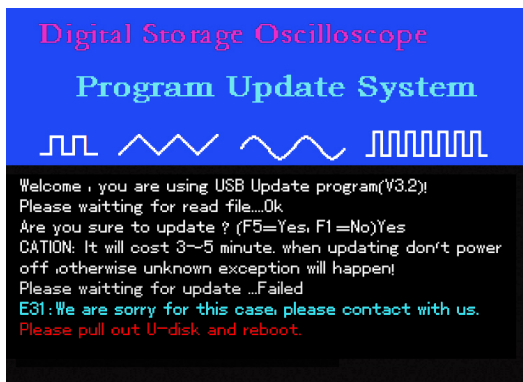 Digital Storage Oscilloscope
Program Update System
Welcome , you are using USB Update program(V3.2)!
Please waitting for read file....Ok
Are you sure to update ? (F5=Yes, F1=No)Yes
CATION: It will cost 3~5 minute. when updating don't power
off ,otherwise unknown exception will happen!
Please waitting for update ...Failed
E31:We are sorry for this case, please contact with us.
Please pull out U-disk and reboot.